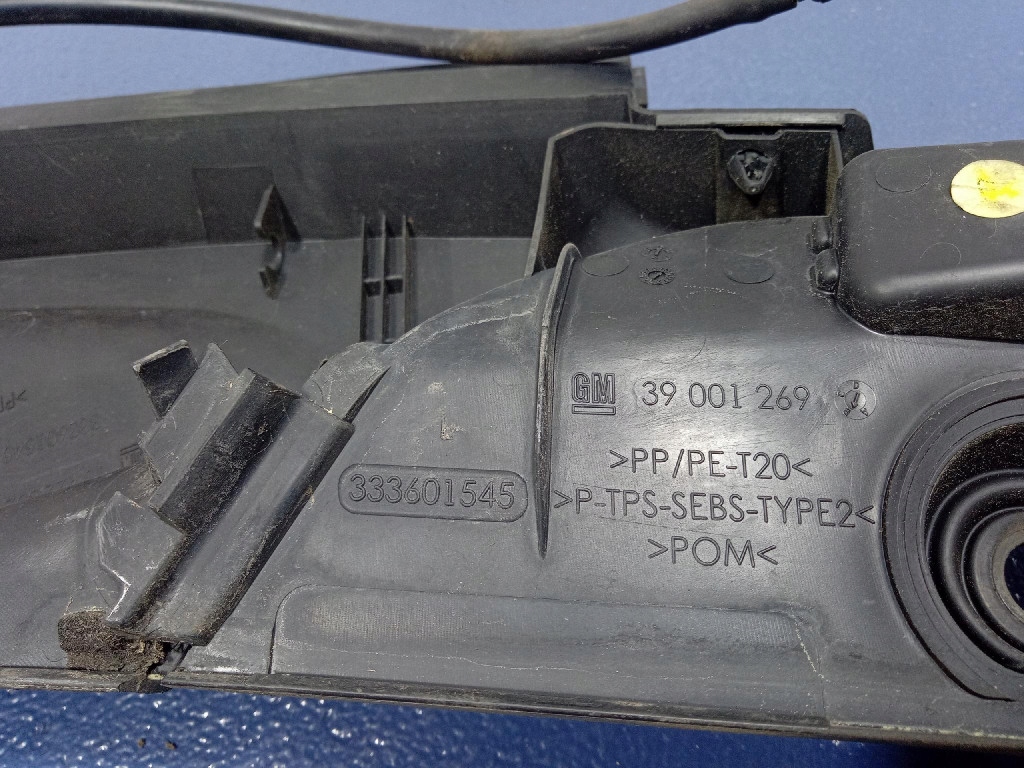 GM 39 001 269
>PP/PE-T20<
333601545
>P-TPS-SEBS-TYPE2<
>POM<